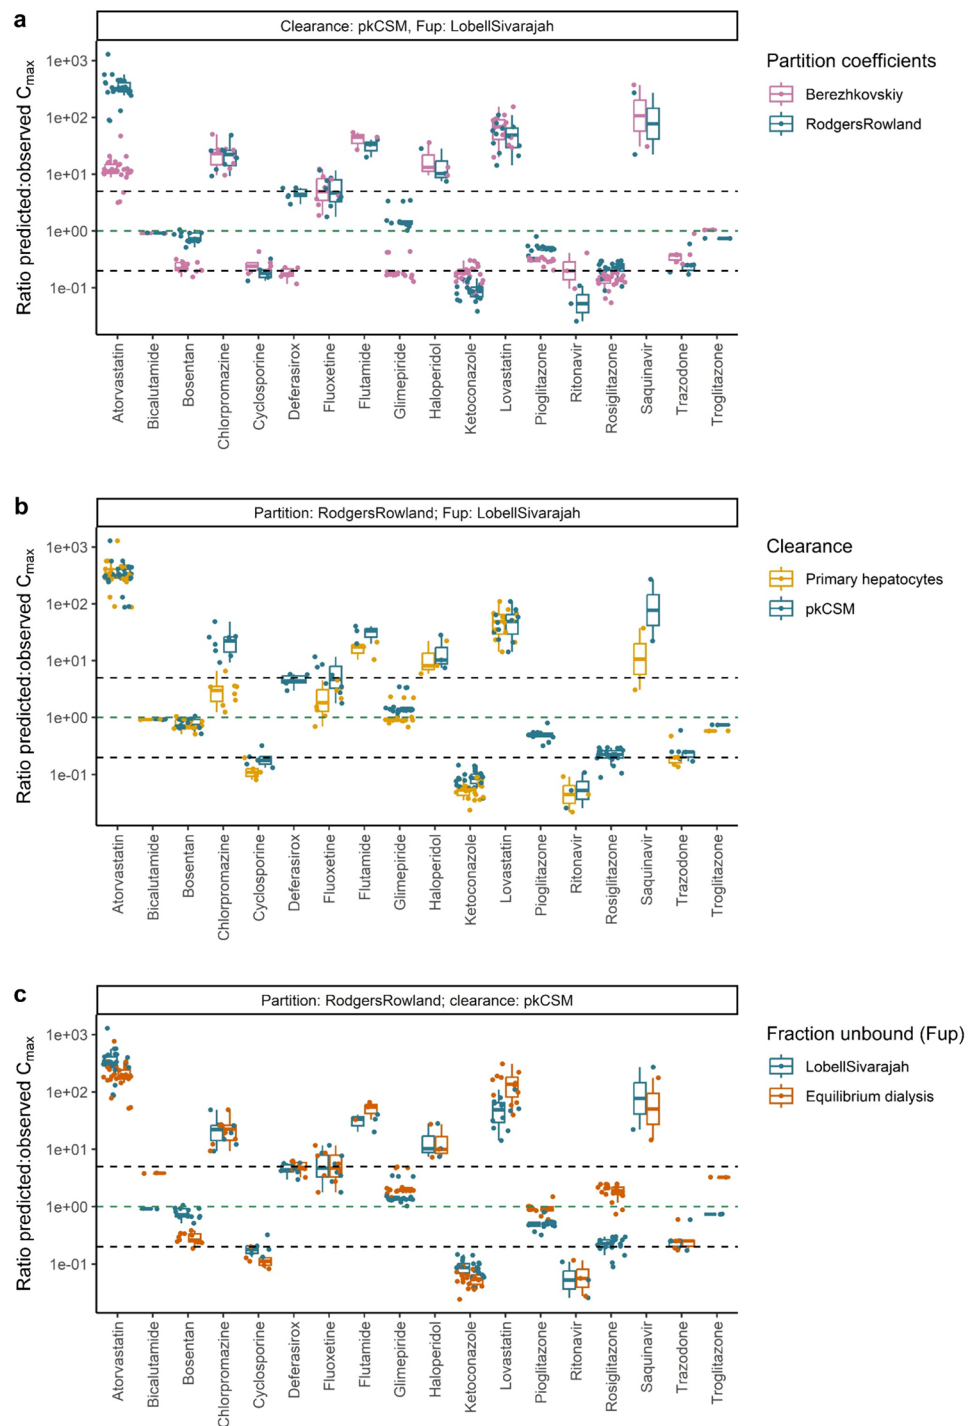 a
Clearance: pkCSM, Fup: LobellSivarajah
Ratio predicted:observed Cmax
1e+03
1e+02
1e+01
1e+00
1e-01
Atorvastatin
Bicalutamide
Bosentan
Chlorpromazine
Cyclosporine
Deferasirox
Fluoxetine
Flutamide
Glimepiride
Haloperidol
Ketoconazole
Lovastatin
Pioglitazone
Ritonavir
Rosiglitazone
Saquinavir
Trazodone
Troglitazone
Partition coefficients
Berezhkovskiy
RodgersRowland
b
Partition: RodgersRowland; Fup: LobellSivarajah
Ratio predicted:observed Cmax
1e+03
1e+02
1e+01
1e+00
1e-01
Atorvastatin
Bicalutamide
Bosentan
Chlorpromazine
Cyclosporine
Deferasirox
Fluoxetine
Flutamide
Glimepiride
Haloperidol
Ketoconazole
Lovastatin
Pioglitazone
Ritonavir
Rosiglitazone
Saquinavir
Trazodone
Troglitazone
Clearance
Primary hepatocytes
pkCSM
c
Partition: RodgersRowland; clearance: pkCSM
Ratio predicted:observed Cmax
1e+03
1e+02
1e+01
1e+00
1e-01
Atorvastatin
Bicalutamide
Bosentan
Chlorpromazine
Cyclosporine
Deferasirox
Fluoxetine
Flutamide
Glimepiride
Haloperidol
Ketoconazole
Lovastatin
Pioglitazone
Ritonavir
Rosiglitazone
Saquinavir
Trazodone
Troglitazone
Fraction unbound (Fup)
LobellSivarajah
Equilibrium dialysis